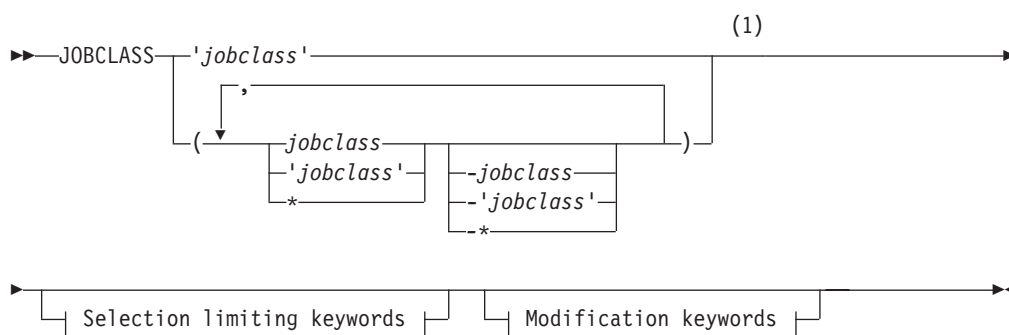 (1)
JOBCLASS 'jobclass'
,
( jobclass )
'jobclass' -jobclass
* -'jobclass'
-*
Selection limiting keywords Modification keywords